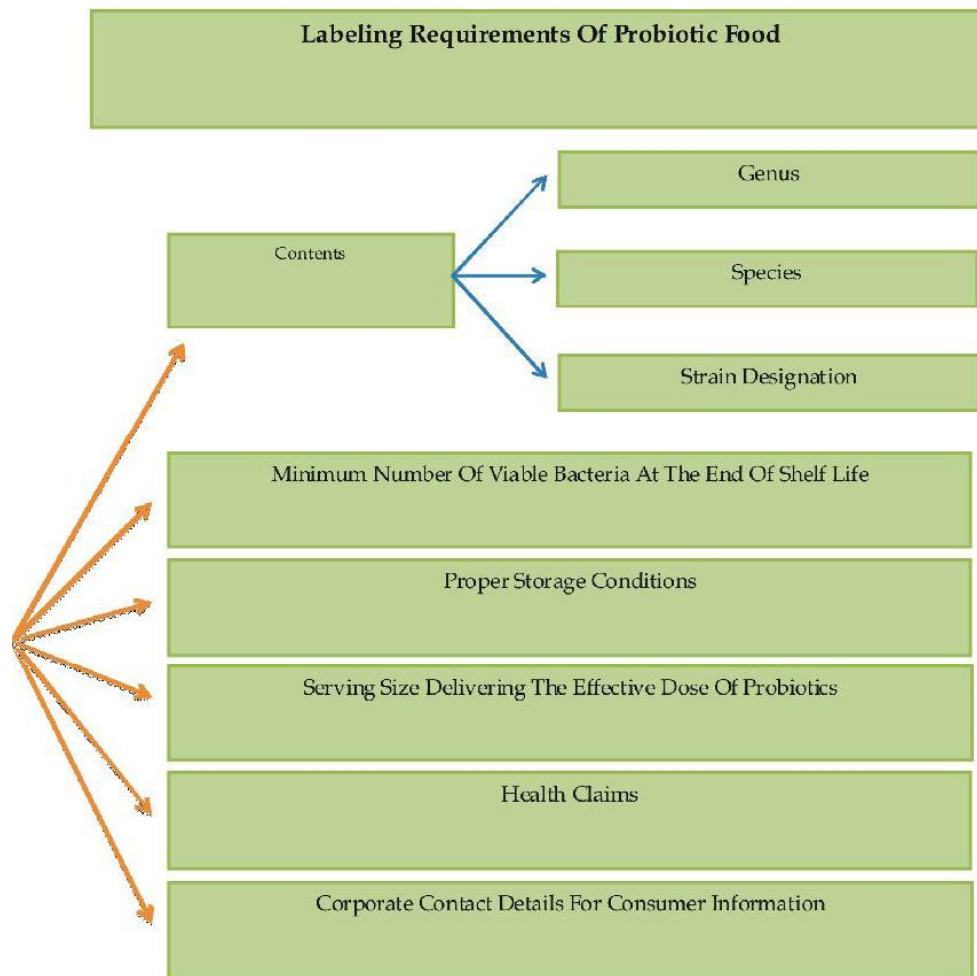 Labeling Requirements Of Probiotic Food
Genus
Contents
Species
Strain Designation
Minimum Number Of Viable Bacteria At The End Of Shelf Life
Proper Storage Conditions
Serving Size Delivering The Effective Dose Of Probiotics
Health Claims
Corporate Contact Details For Consumer Information